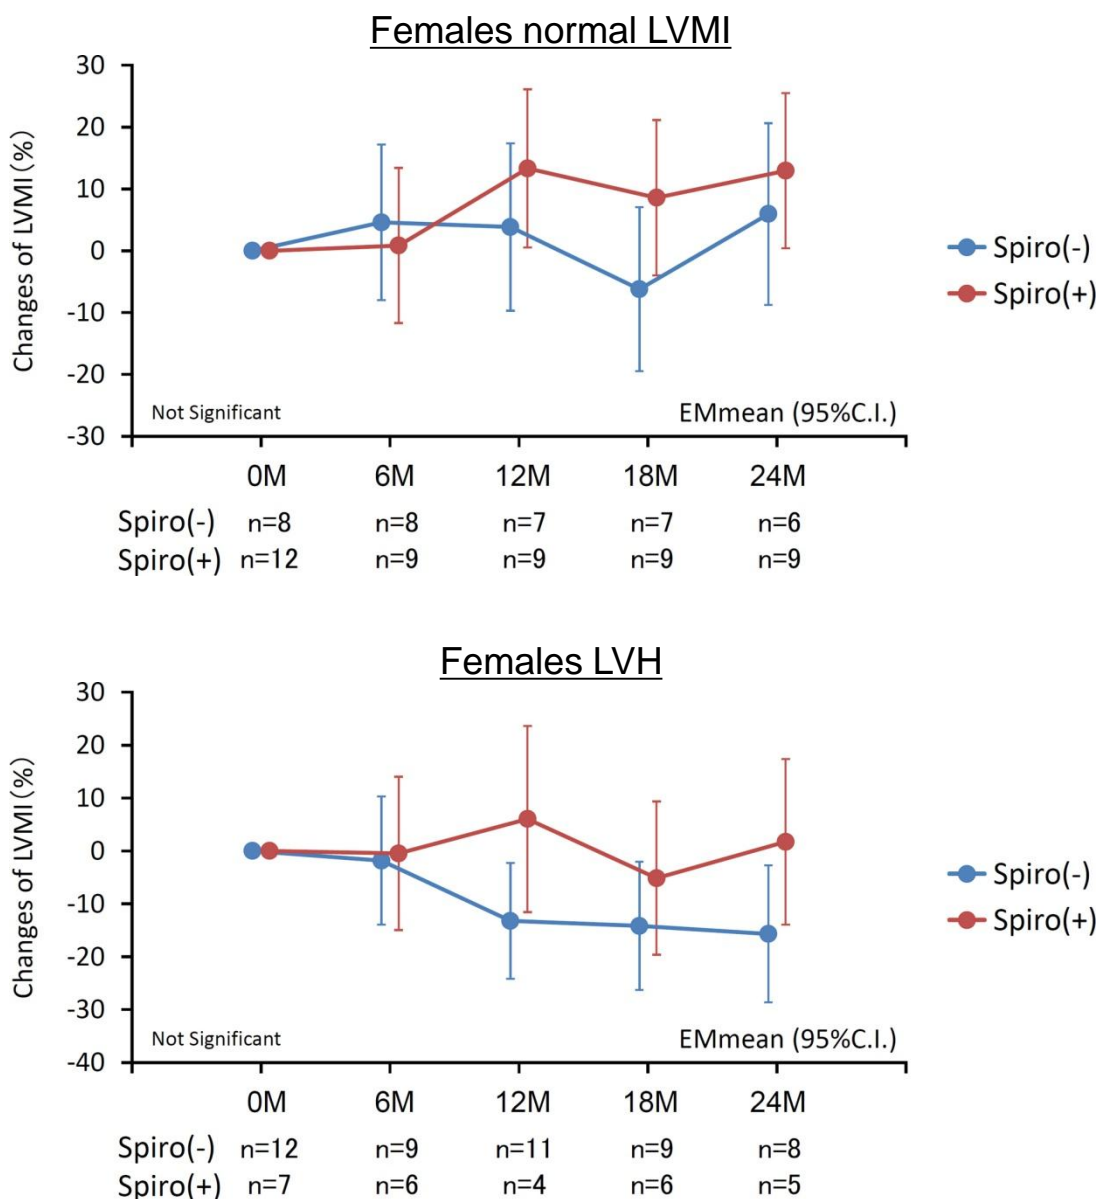 Females normal LVMI
Changes of LVMI(%)
30
20
10
0
-10
-20
-30
Not Significant
EMmean (95%C.I.)
Spiro(-)
Spiro(+)
0M 6M 12M 18M 24M
Spiro(-) n=8 n=8 n=7 n=7 n=6
Spiro(+) n=12 n=9 n=9 n=9 n=9
Females LVH
Changes of LVMI(%)
30
20
10
0
-10
-20
-30
-40
Not Significant
EMmean (95%C.I.)
Spiro(-)
Spiro(+)
0M 6M 12M 18M 24M
Spiro(-) n=12 n=9 n=11 n=9 n=8
Spiro(+) n=7 n=6 n=4 n=6 n=5